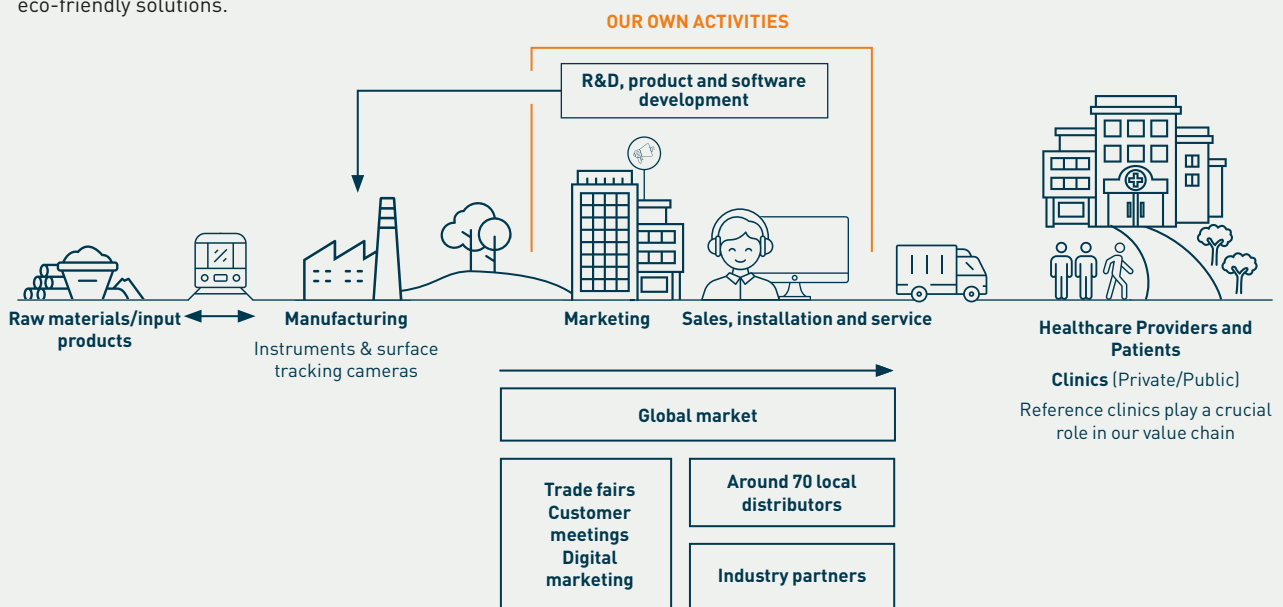 eco-friendly solutions.
OUR OWN ACTIVITIES
R&D, product and software
development
Raw materials/input
products
Manufacturing
Instruments & surface
tracking cameras
Marketing
Sales, installation and service
Healthcare Providers and
Patients
Clinics (Private/Public)
Reference clinics play a crucial
role in our value chain
Global market
Trade fairs
Customer
meetings
Digital
marketing
Around 70 local
distributors
Industry partners